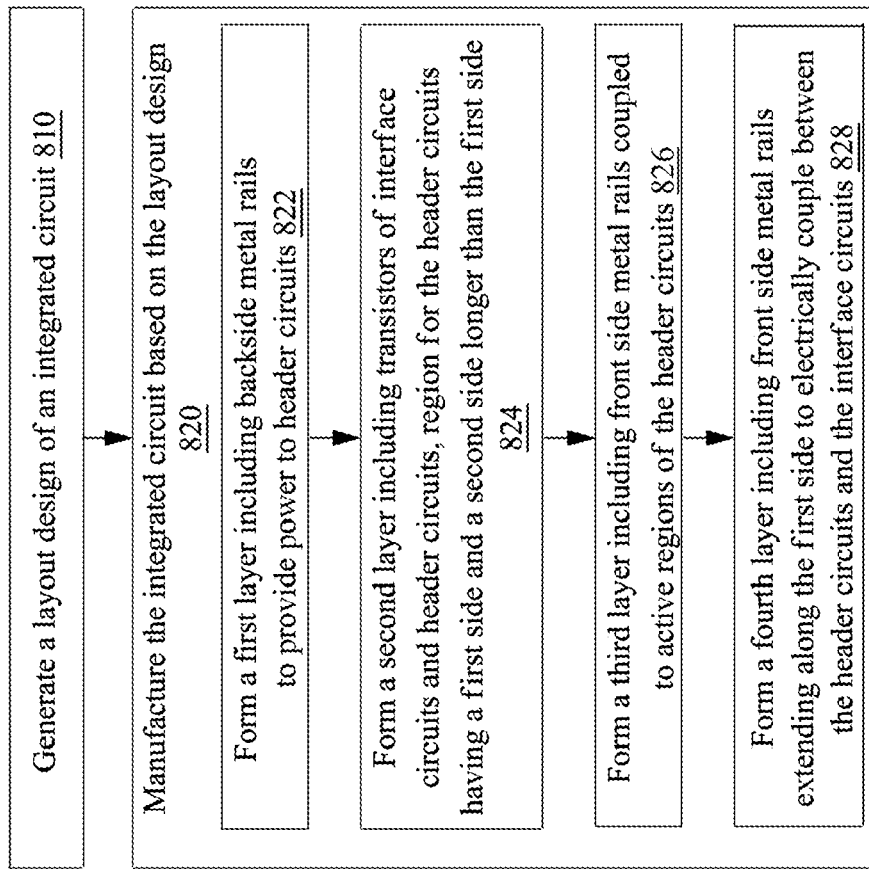 Generate a layout design of an integrated circuit 810
Manufacture the integrated circuit based on the layout design
820
Form a first layer including backside metal rails
to provide power to header circuits 822
Form a second layer including transistors of interface
circuits and header circuits, region for the header circuits
having a first side and a second side longer than the first side
824
Form a third layer including front side metal rails coupled
to active regions of the header circuits 826
Form a fourth layer including front side metal rails
extending along the first side to electrically couple between
the header circuits and the interface circuits 828